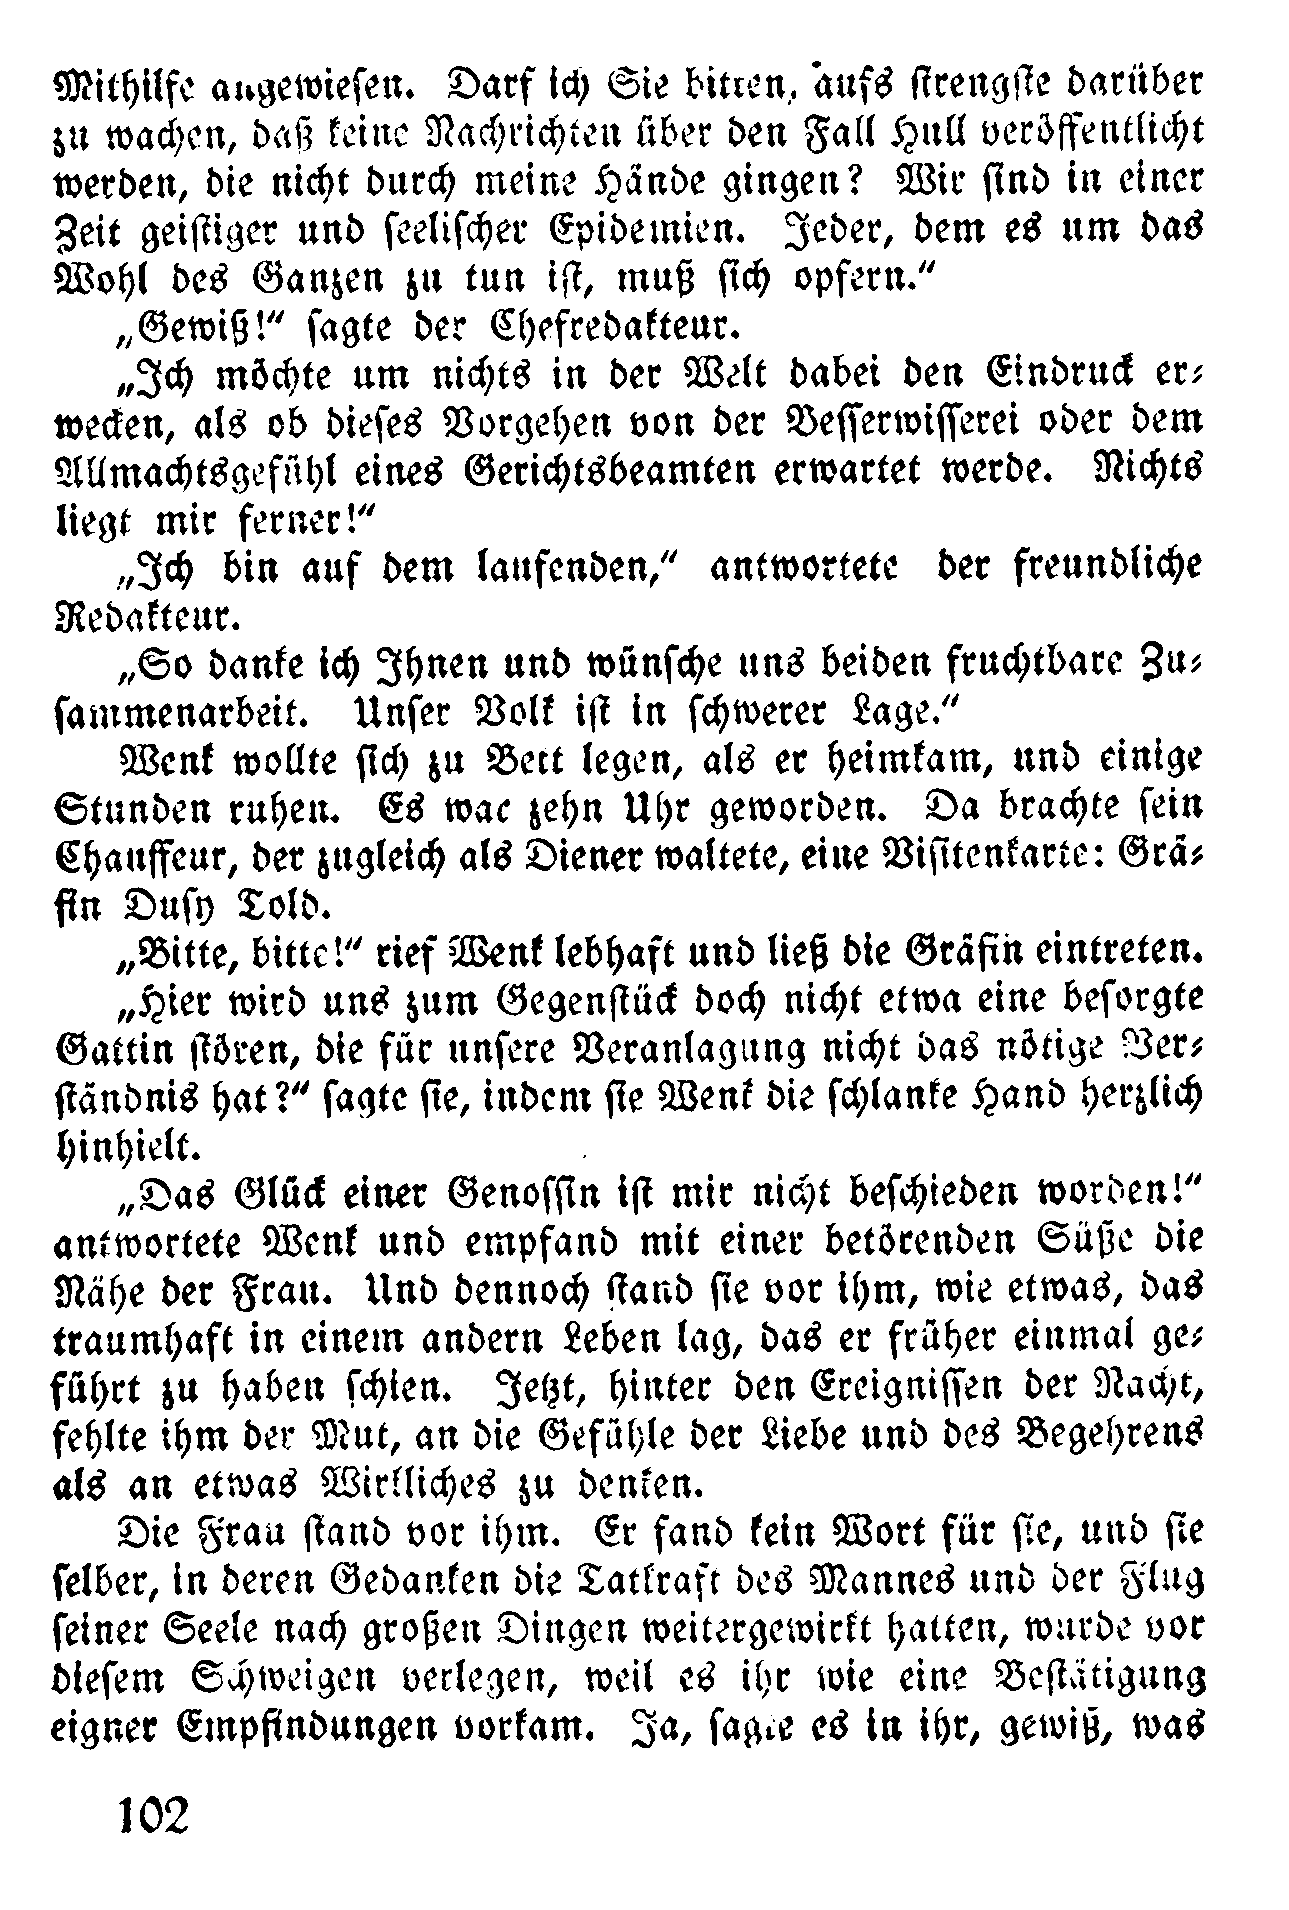 Mithilfe angewiesen. Darf ich Sie bitten, aufs strengste darüber
zu wachen, daß keine Nachrichten über den Fall Hull veröffentlicht
werden, die nicht durch meine Hände gingen? Wir sind in einer
Zeit geistiger und seelischer Epidemien. Jeder, dem es um das
Wohl des Ganzen zu tun ist, muß sich opfern.“
„Gewiß!“ sagte der Chefredakteur.
„Ich möchte um nichts in der Welt dabei den Eindruck er-
wecken, als ob dieses Vorgehen von der Besserwisserei oder dem
Allmachtsgefühl eines Gerichtsbeamten erwartet werde. Nichts
liegt mir ferner!“
„Ich bin auf dem laufenden,“ antwortete der freundliche
Redakteur.
„So danke ich Ihnen und wünsche uns beiden fruchtbare Zu-
sammenarbeit. Unser Volk ist in schwerer Lage.“
Wenk wollte sich zu Bett legen, als er heimkam, und einige
Stunden ruhen. Es war zehn Uhr geworden. Da brachte sein
Chauffeur, der zugleich als Diener waltete, eine Visitenkarte: Grä-
fin Dusy Told.
„Bitte, bitte!“ rief Wenk lebhaft und ließ die Gräfin eintreten.
„Hier wird uns zum Gegenstück doch nicht etwa eine besorgte
Gattin stören, die für unsere Veranlagung nicht das nötige Ver-
ständnis hat?“ sagte sie, indem sie Wenk die schlanke Hand herzlich
hinhielt.
„Das Glück einer Genossin ist mir nicht beschieden worden!“
antwortete Wenk und empfand mit einer betörenden Süße die
Nähe der Frau. Und dennoch stand sie vor ihm, wie etwas, das
traumhaft in einem andern Leben lag, das er früher einmal ge-
führt zu haben schien. Jetzt, hinter den Ereignissen der Nacht,
fehlte ihm der Mut, an die Gefühle der Liebe und des Begehrens
als an etwas Wirkliches zu denken.
Die Frau stand vor ihm. Er fand kein Wort für sie, und sie
selber, in deren Gedanken die Tatkraft des Mannes und der Flug
seiner Seele nach großen Dingen weitergewirkt hatten, wurde vor
diesem Schweigen verlegen, weil es ihr wie eine Bestätigung
eigner Empfindungen vorkam. Ja, sagte es in ihr, gewiß, was
102